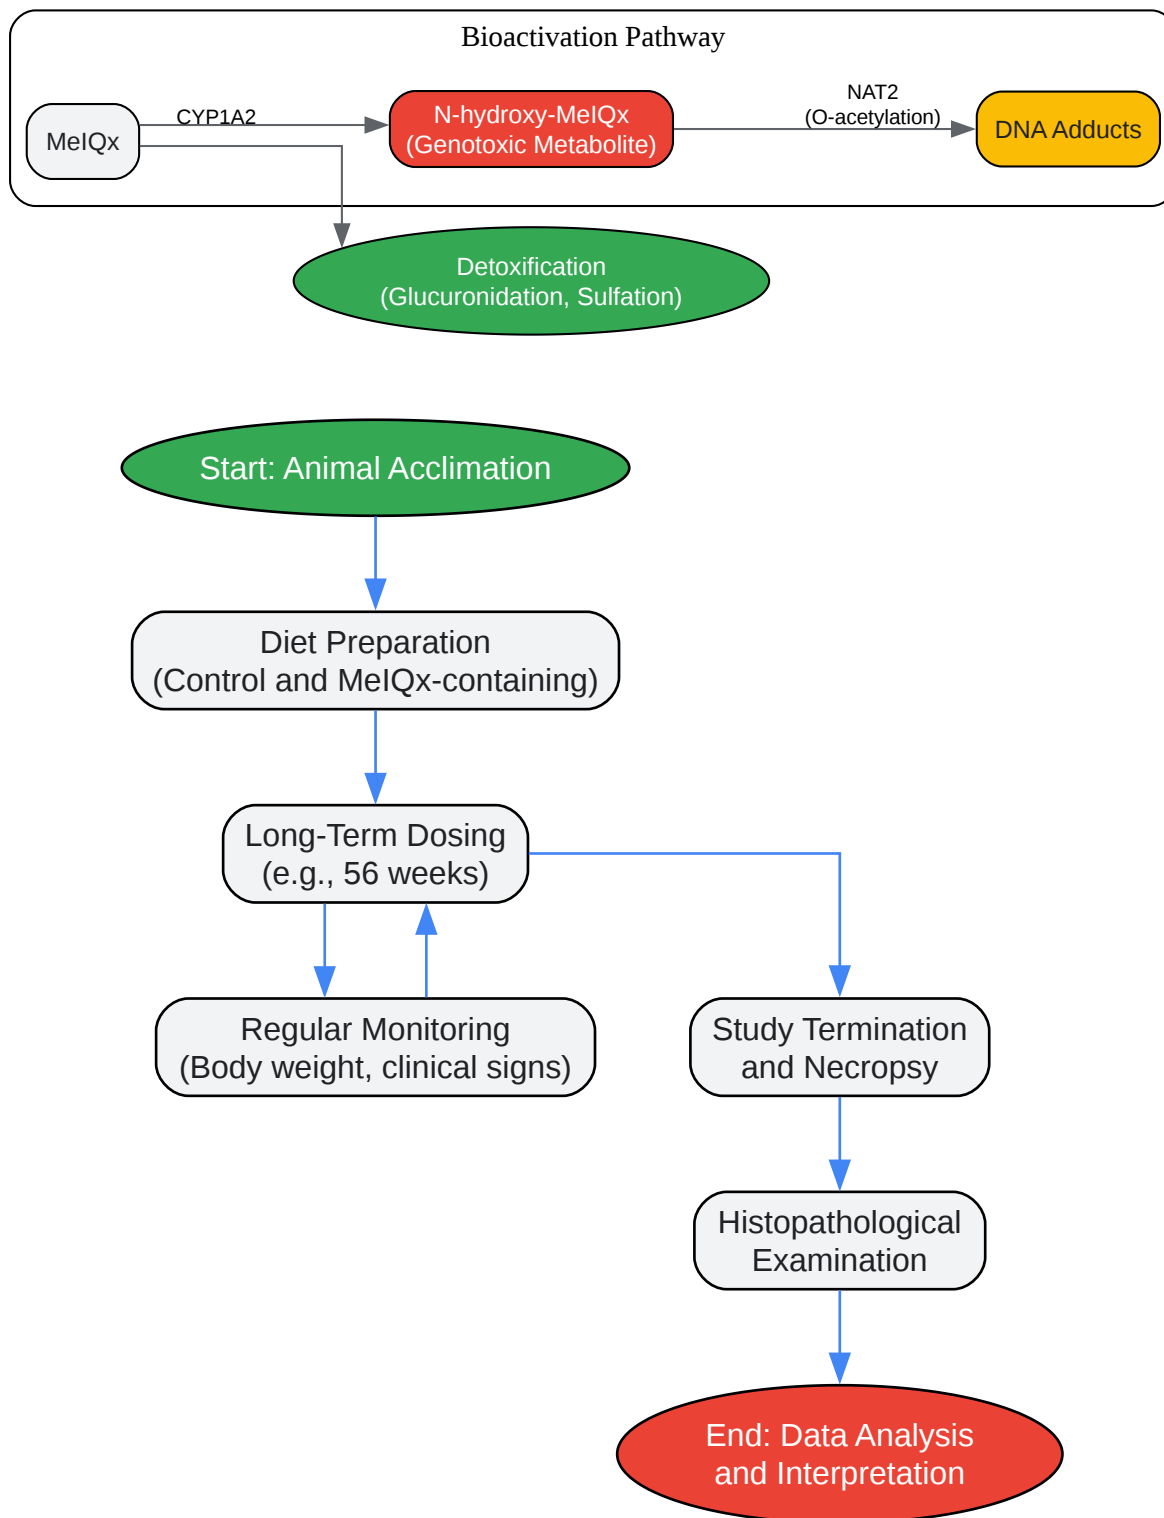 Bioactivation Pathway
MeIQx
CYP1A2
N-hydroxy-MeIQx
(Genotoxic Metabolite)
NAT2
(O-acetylation)
DNA Adducts
Detoxification
(Glucuronidation, Sulfation)
Start: Animal Acclimation
Diet Preparation
(Control and MeIQx-containing)
Long-Term Dosing
(e.g., 56 weeks)
Regular Monitoring
(Body weight, clinical signs)
Study Termination
and Necropsy
Histopathological
Examination
End: Data Analysis
and Interpretation